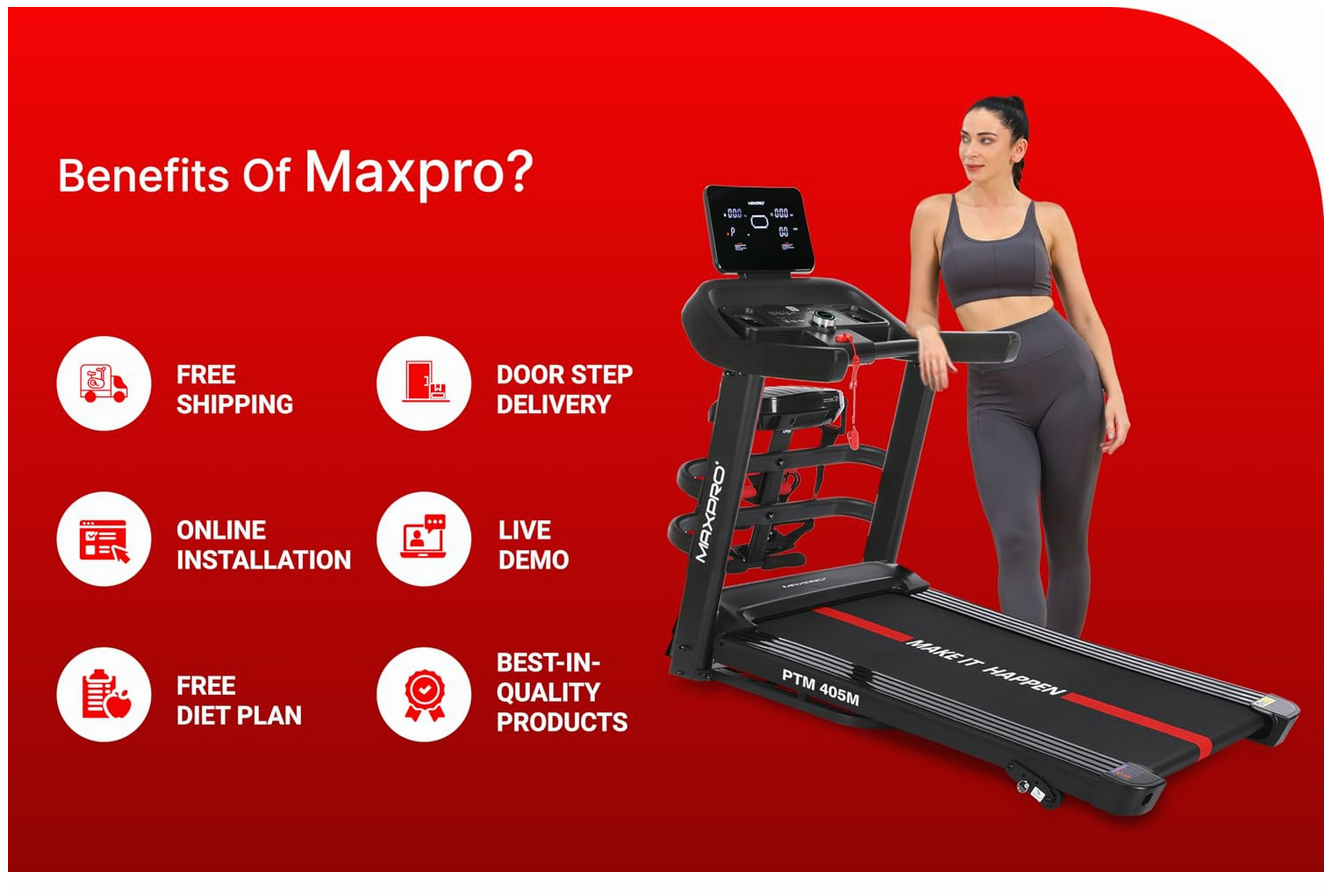 Benefits Of Maxpro?
FREE
SHIPPING
DOOR STEP
DELIVERY
ONLINE
INSTALLATION
LIVE
DEMO
FREE
DIET PLAN
BEST-IN-
QUALITY
PRODUCTS
MAXPRO
MAKE IT HAPPEN
PTM 405M